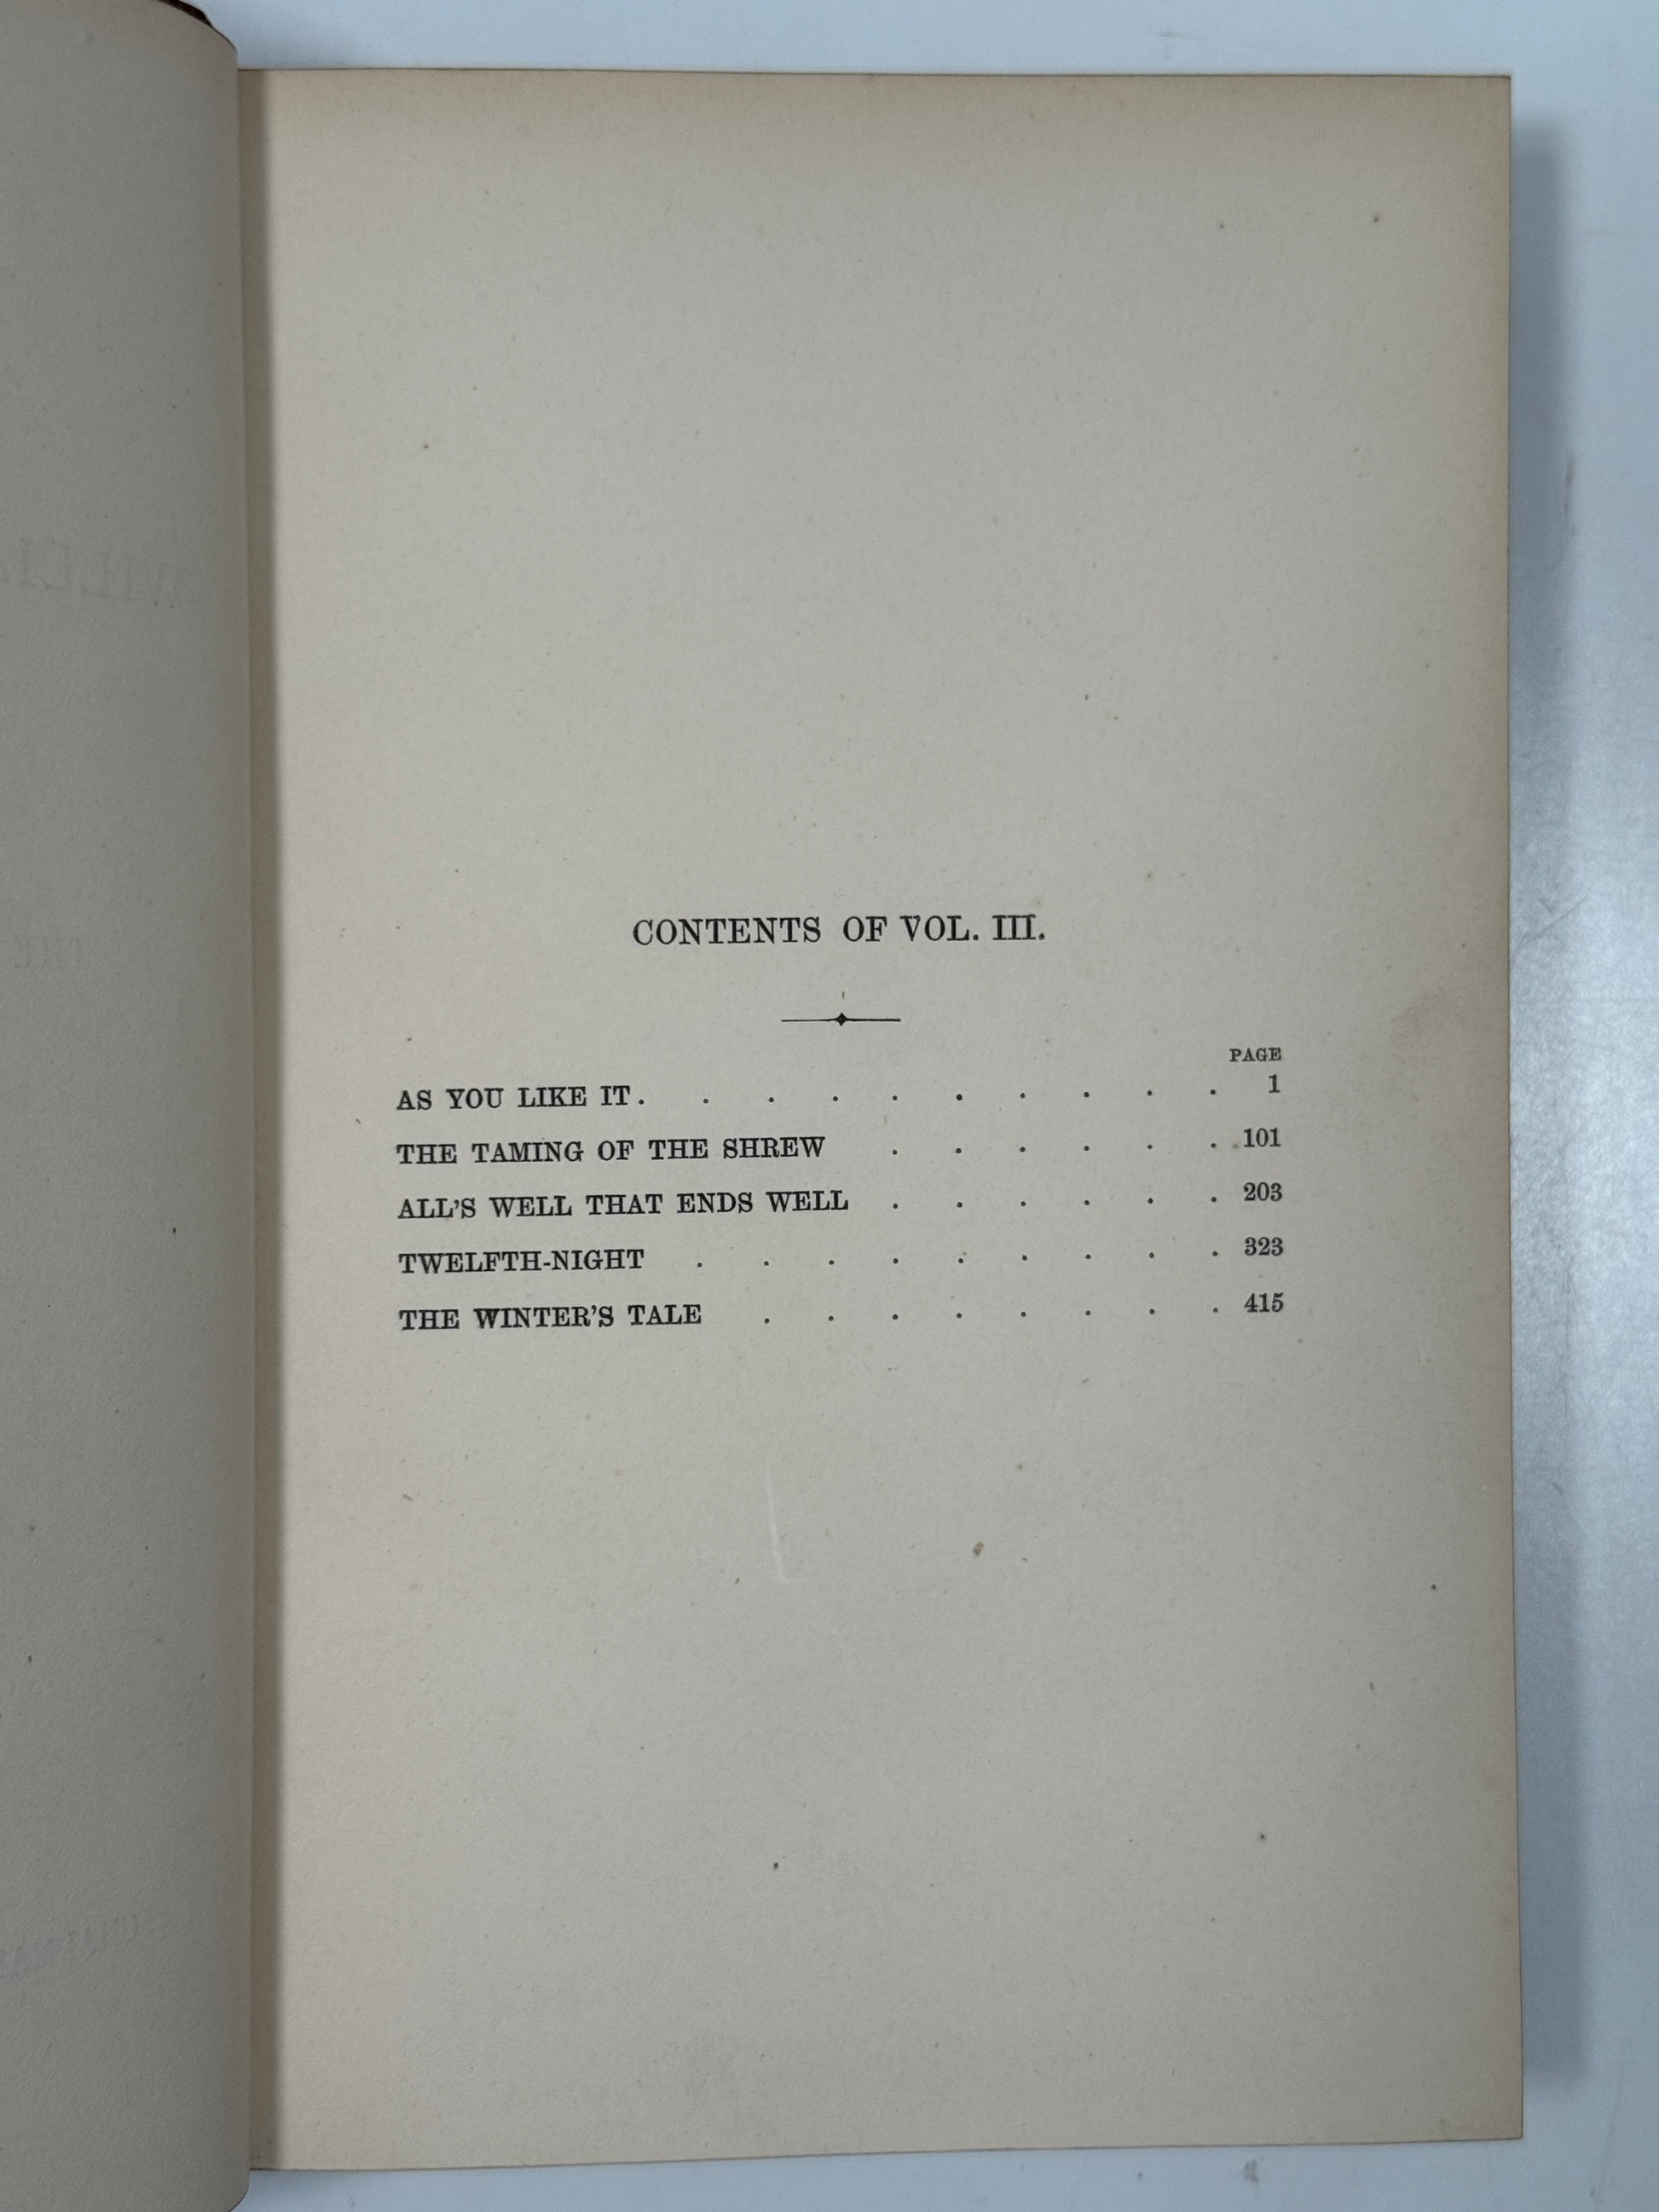 CONTENTS OF VOL. III.
PAGE
AS YOU LIKE IT . . . . . . . . . . 1
THE TAMING OF THE SHREW . . . . . . 101
ALL'S WELL THAT ENDS WELL . . . . . . 203
TWELFTH-NIGHT . . . . . . . . . 323
THE WINTER'S TALE . . . . . . . . 415